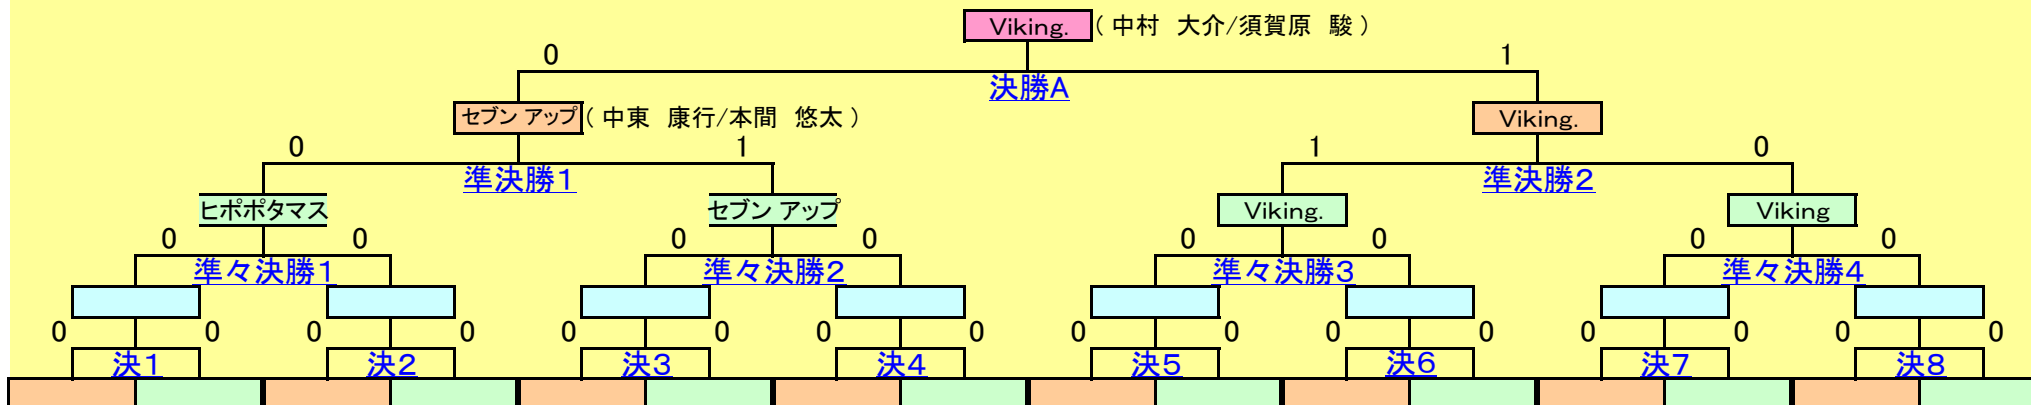 Viking. ( 中村　大介/須賀原　駿 )
0 1
決勝A
セブン アップ ( 中東　康行/本間　悠太 ) Viking.
0 1 1 0
準決勝1 準決勝2
ヒポポタマス セブン アップ Viking. Viking
0 0 0 0 0 0 0 0
準々決勝1 準々決勝2 準々決勝3 準々決勝4
0 0 0 0 0 0 0 0 0 0 0 0 0 0 0 0
決1 決2 決3 決4 決5 決6 決7 決8